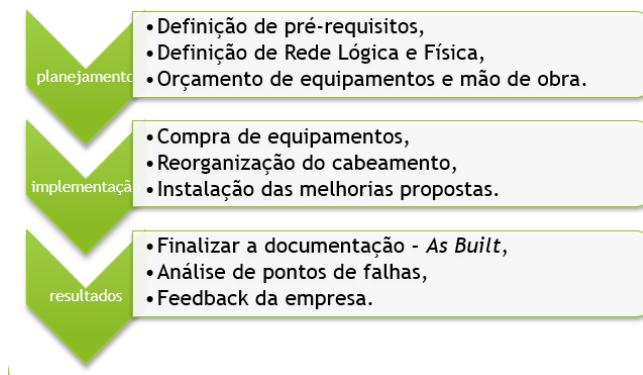 planejamento
• Definição de pré-requisitos,
• Definição de Rede Lógica e Física,
• Orçamento de equipamentos e mão de obra.
implementaçã
• Compra de equipamentos,
• Reorganização do cabeamento,
• Instalação das melhorias propostas.
resultados
• Finalizar a documentação – As Built,
• Análise de pontos de falhas,
• Feedback da empresa.